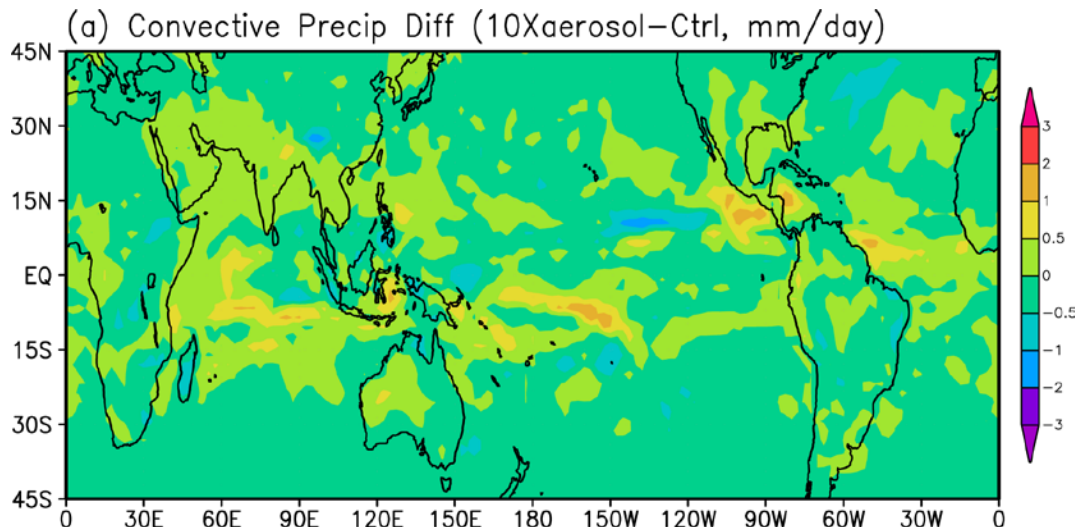 (a) Convective Precip Diff (10Xaerosol-Ctrl, mm/day)
45N
30N
15N
EQ
15S
30S
45S
0 30E 60E 90E 120E 150E 180 150W 120W 90W 60W 30W 0
3
2
1
0.5
0
-0.5
-1
-2
-3